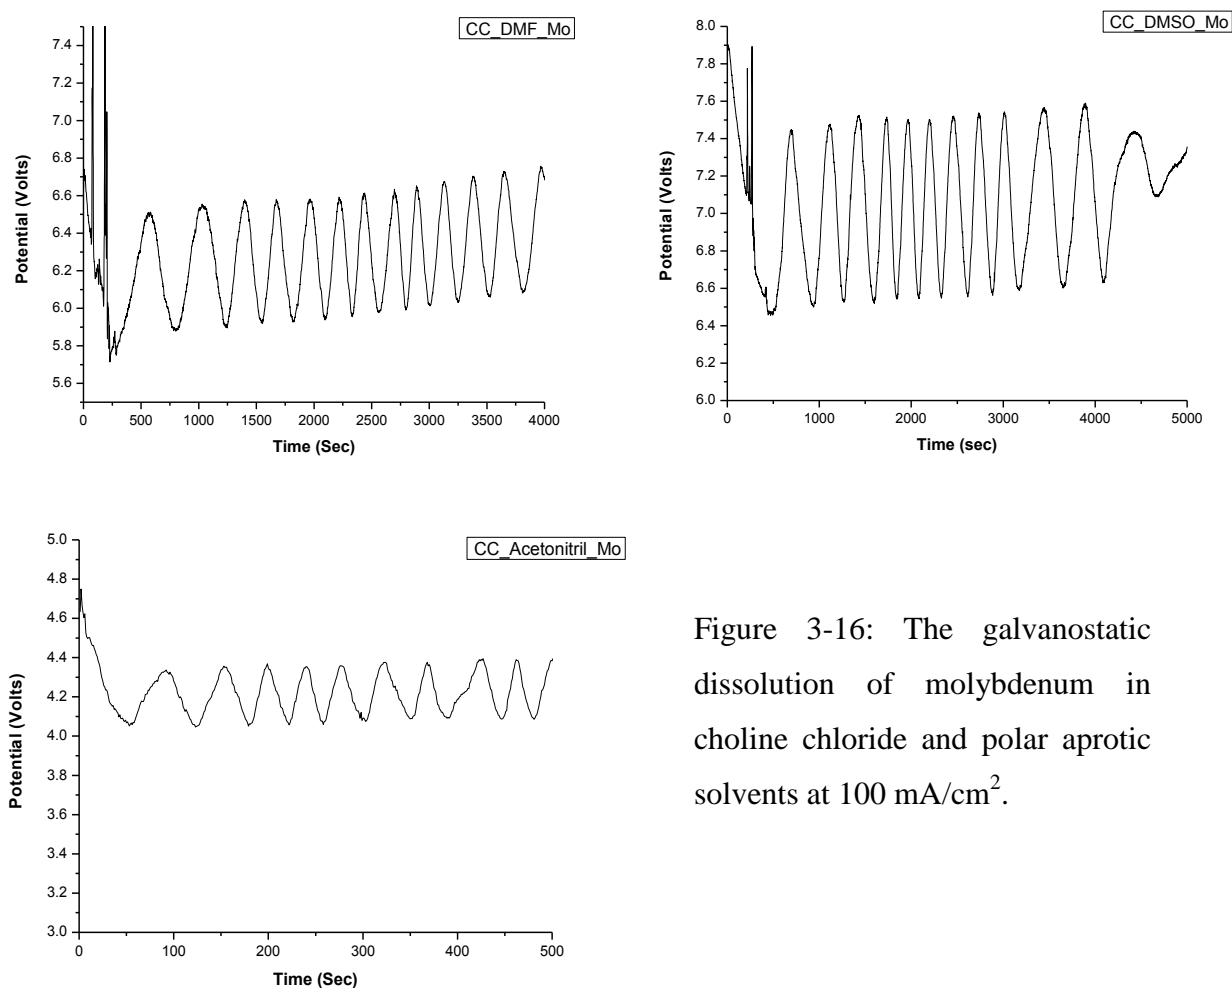 CC_DMF_Mo
7.4
7.2
7.0
6.8
6.6
6.4
6.2
6.0
5.8
5.6
Potential (Volts)
0 500 1000 1500 2000 2500 3000 3500 4000
Time (Sec)
CC_DMSO_Mo
8.0
7.8
7.6
7.4
7.2
7.0
6.8
6.6
6.4
6.2
6.0
Potential (Volts)
0 1000 2000 3000 4000 5000
Time (sec)
CC_Acetonitril_Mo
5.0
4.8
4.6
4.4
4.2
4.0
3.8
3.6
3.4
3.2
3.0
Potential (Volts)
0 100 200 300 400 500
Time (Sec)
Figure 3-16: The galvanostatic
dissolution of molybdenum in
choline chloride and polar aprotic
solvents at 100 mA/cm².